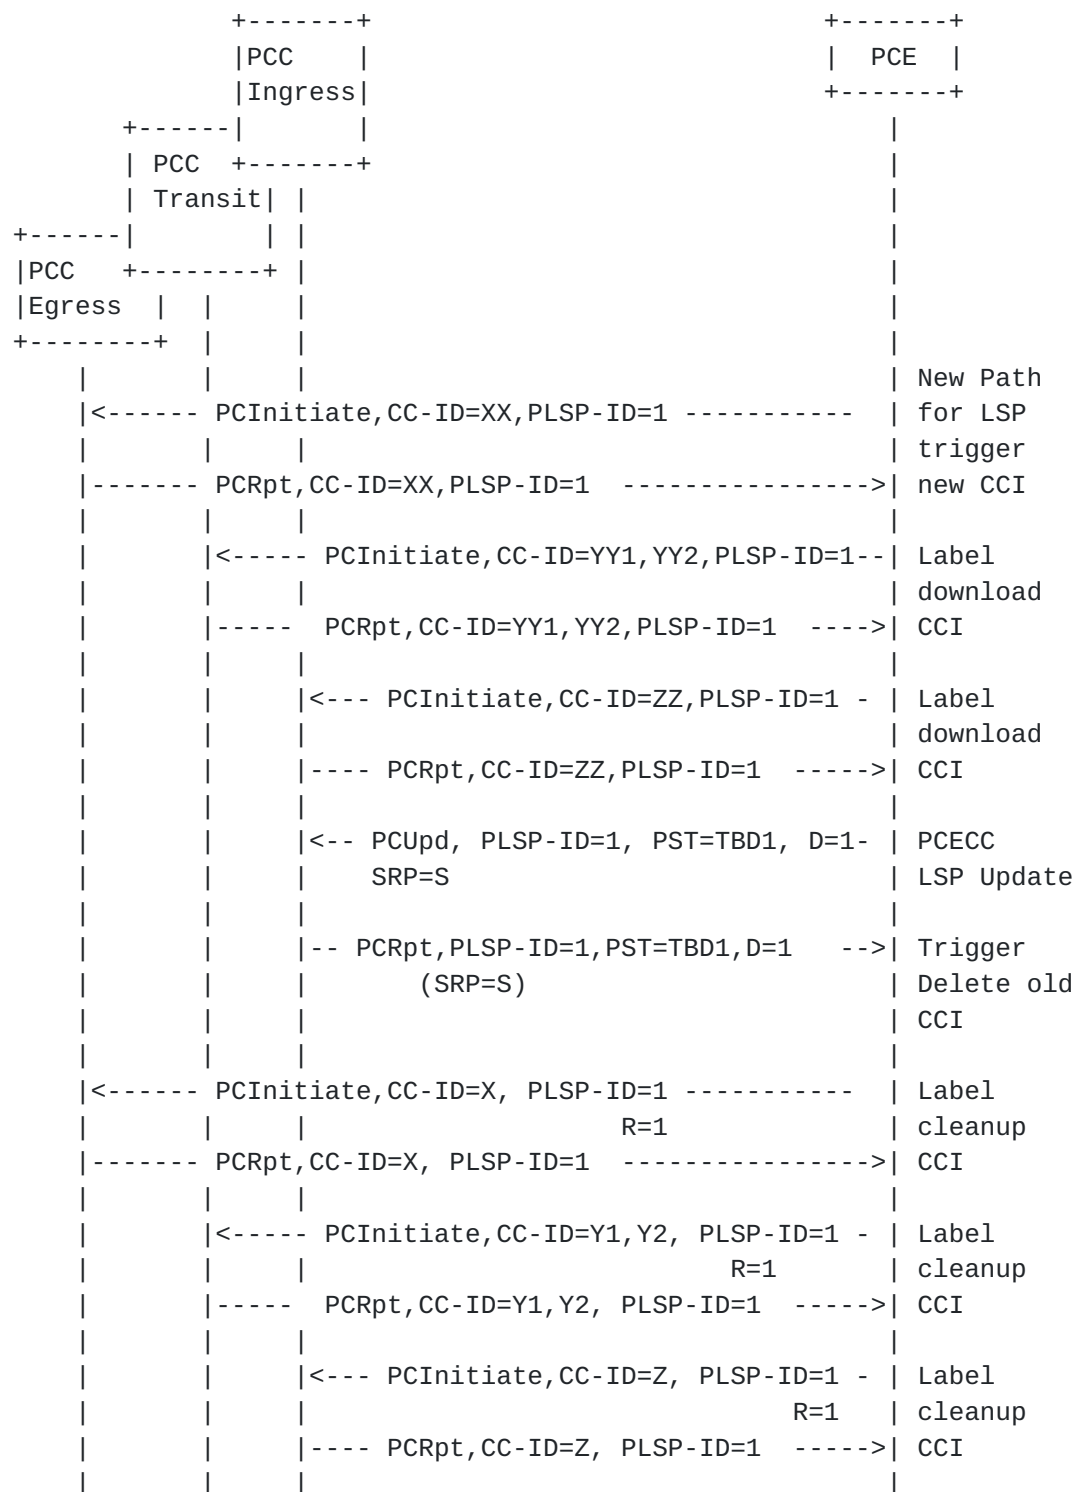 +-------+                             +-------+
              |PCC    |                             |  PCE  |
              |Ingress|                             +-------+
       +------|       |                                 |
       | PCC  +-------+                                 |
       | Transit| |                                     |
+------|        | |                                     |
|PCC   +--------+ |                                     |
|Egress  |  |     |                                     |
+--------+  |     |                                     |
    |       |     |                                     | New Path
    |<------ PCInitiate,CC-ID=XX,PLSP-ID=1 -----------  | for LSP
    |       |     |                                     | trigger
    |------- PCRpt,CC-ID=XX,PLSP-ID=1  ---------------->| new CCI
    |       |     |                                     |
    |       |<----- PCInitiate,CC-ID=YY1,YY2,PLSP-ID=1--| Label
    |       |     |                                     | download
    |       |-----  PCRpt,CC-ID=YY1,YY2,PLSP-ID=1  ---->| CCI
    |       |     |                                     |
    |       |     |<--- PCInitiate,CC-ID=ZZ,PLSP-ID=1 - | Label
    |       |     |                                     | download
    |       |     |---- PCRpt,CC-ID=ZZ,PLSP-ID=1  ----->| CCI
    |       |     |                                     |
    |       |     |<-- PCUpd, PLSP-ID=1, PST=TBD1, D=1- | PCECC
    |       |     |    SRP=S                            | LSP Update
    |       |     |                                     |
    |       |     |-- PCRpt,PLSP-ID=1,PST=TBD1,D=1   -->| Trigger
    |       |     |       (SRP=S)                       | Delete old
    |       |     |                                     | CCI
    |       |     |                                     |
    |<------ PCInitiate,CC-ID=X, PLSP-ID=1 -----------  | Label
    |       |     |                    R=1              | cleanup
    |------- PCRpt,CC-ID=X, PLSP-ID=1  ---------------->| CCI
    |       |     |                                     |
    |       |<----- PCInitiate,CC-ID=Y1,Y2, PLSP-ID=1 - | Label
    |       |     |                           R=1       | cleanup
    |       |-----  PCRpt,CC-ID=Y1,Y2, PLSP-ID=1  ----->| CCI
    |       |     |                                     |
    |       |     |<--- PCInitiate,CC-ID=Z, PLSP-ID=1 - | Label
    |       |     |                               R=1   | cleanup
    |       |     |---- PCRpt,CC-ID=Z, PLSP-ID=1  ----->| CCI
    |       |     |                                     |